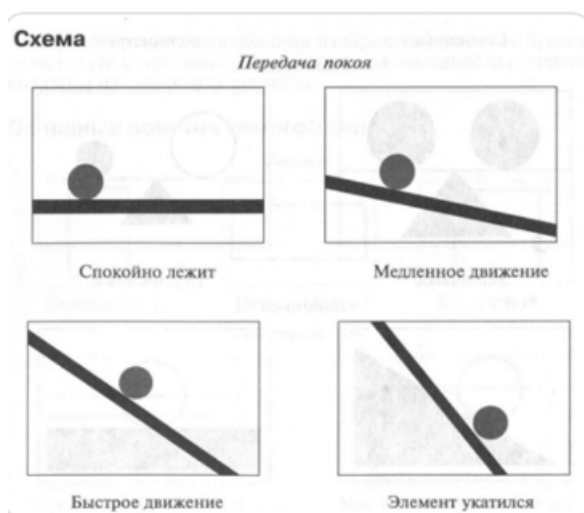 Схема
Передача покоя
Спокойно лежит
Медленное движение
Быстрое движение
Элемент укатился